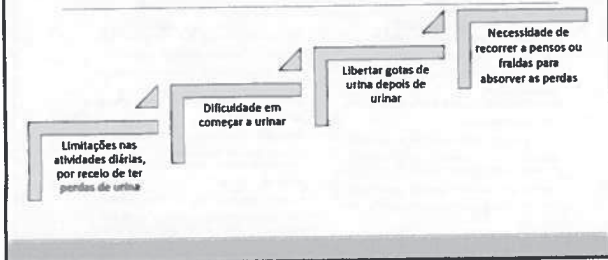 Limitações nas
atividades diárias,
por receio de ter
perdas de urina
Dificuldade em
começar a urinar
Libertar gotas de
urina depois de
urinar
Necessidade de
recorrer a pensos ou
fraldas para
absorver as perdas